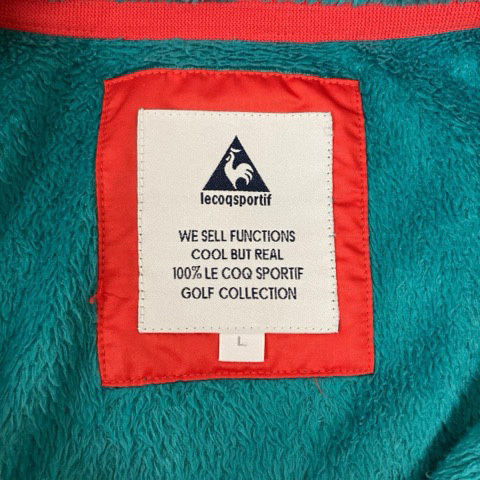 lecoqsportif
WE SELL FUNCTIONS
COOL BUT REAL
100% LE COQ SPORTIF
GOLF COLLECTION
L